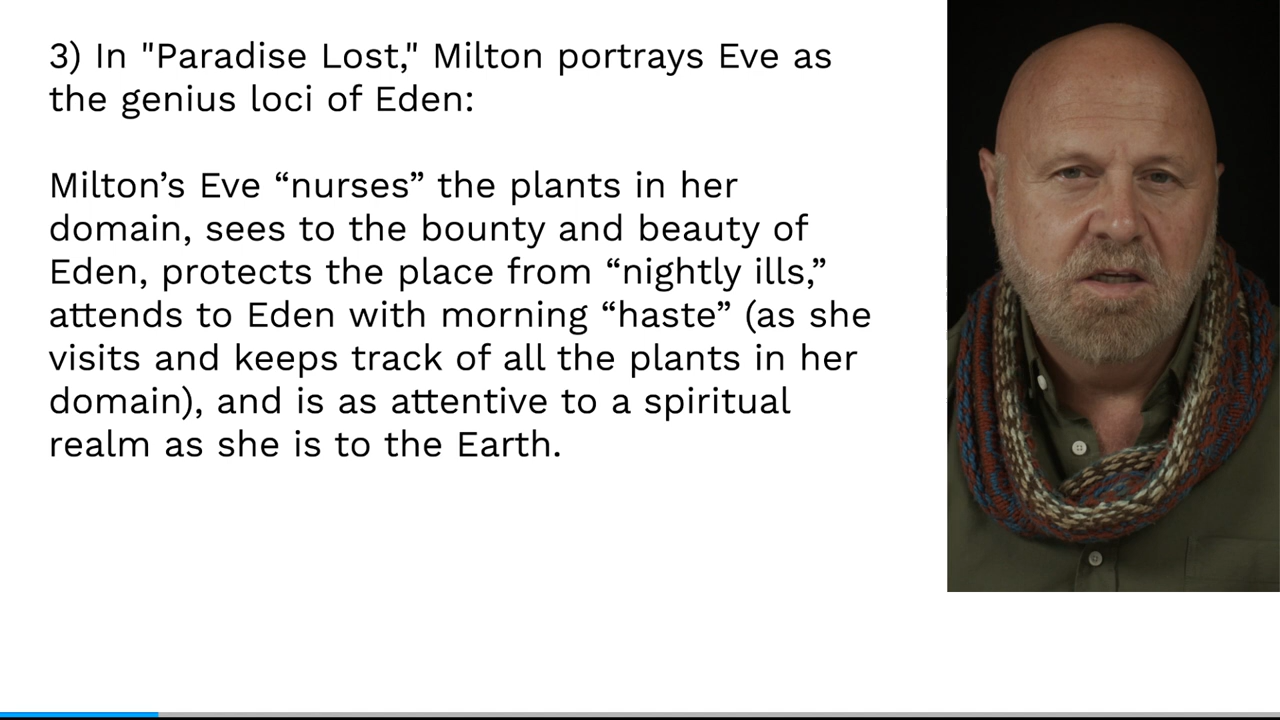 3) In "Paradise Lost," Milton portrays Eve as
the genius loci of Eden:
Milton’s Eve “nurses” the plants in her
domain, sees to the bounty and beauty of
Eden, protects the place from “nightly ills,”
attends to Eden with morning “haste” (as she
visits and keeps track of all the plants in her
domain), and is as attentive to a spiritual
realm as she is to the Earth.